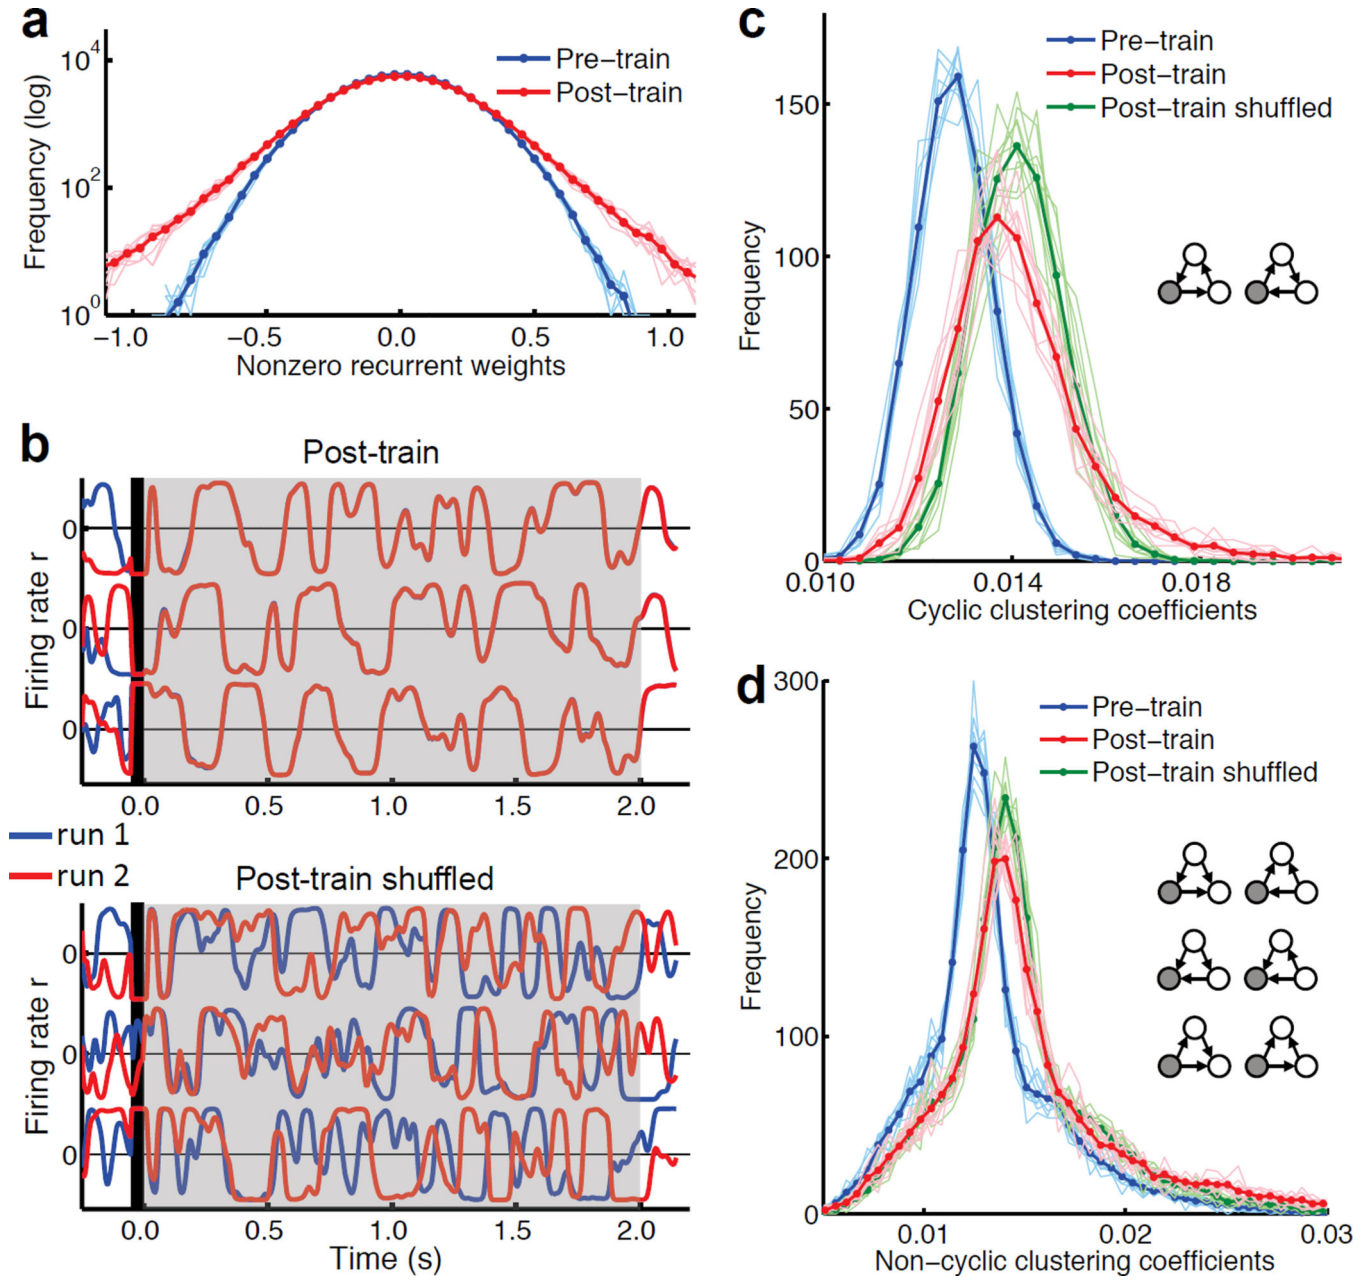 a
Pre−train
Post−train
Frequency (log)
10^4
10^2
10^0
−1.0 −0.5 0.0 0.5 1.0
Nonzero recurrent weights
b
Post-train
Firing rate r
0
0
0
0.0 0.5 1.0 1.5 2.0
run 1
run 2
Post-train shuffled
Firing rate r
0
0
0
0.0 0.5 1.0 1.5 2.0
Time (s)
c
Pre−train
Post−train
Post−train shuffled
Frequency
150
100
50
0
0.010 0.014 0.018
Cyclic clustering coefficients
d
Pre−train
Post−train
Post−train shuffled
Frequency
300
200
100
0
0.01 0.02 0.03
Non−cyclic clustering coefficients